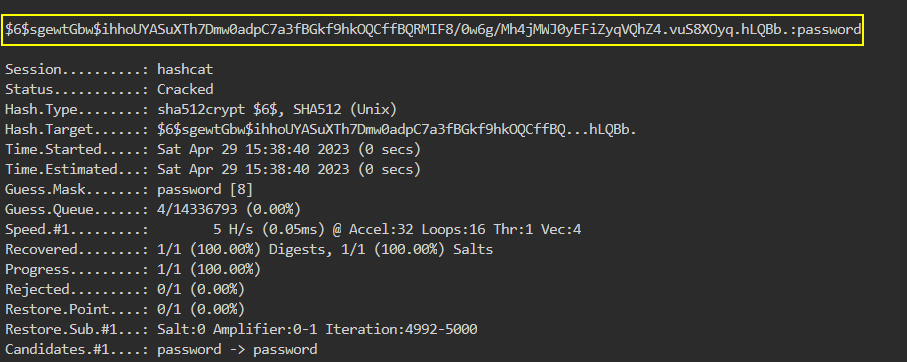 $6$sgewtGbw$ihhoUYASuXTh7Dmw0adpC7a3fBGkf9hkOQCffBQRMIF8/0w6g/Mh4jMWJ0yEFiZyqVQhZ4.vuS8XOyq.hLQBb.:password
Session..........: hashcat
Status...........: Cracked
Hash.Type........: sha512crypt $6$, SHA512 (Unix)
Hash.Target......: $6$sgewtGbw$ihhoUYASuXTh7Dmw0adpC7a3fBGkf9hkOQCffBQ...hLQBb.
Time.Started.....: Sat Apr 29 15:38:40 2023 (0 secs)
Time.Estimated...: Sat Apr 29 15:38:40 2023 (0 secs)
Guess.Mask.......: password [8]
Guess.Queue......: 4/14336793 (0.00%)
Speed.#1.........:        5 H/s (0.05ms) @ Accel:32 Loops:16 Thr:1 Vec:4
Recovered........: 1/1 (100.00%) Digests, 1/1 (100.00%) Salts
Progress.........: 1/1 (100.00%)
Rejected.........: 0/1 (0.00%)
Restore.Point....: 0/1 (0.00%)
Restore.Sub.#1...: Salt:0 Amplifier:0-1 Iteration:4992-5000
Candidates.#1....: password -> password